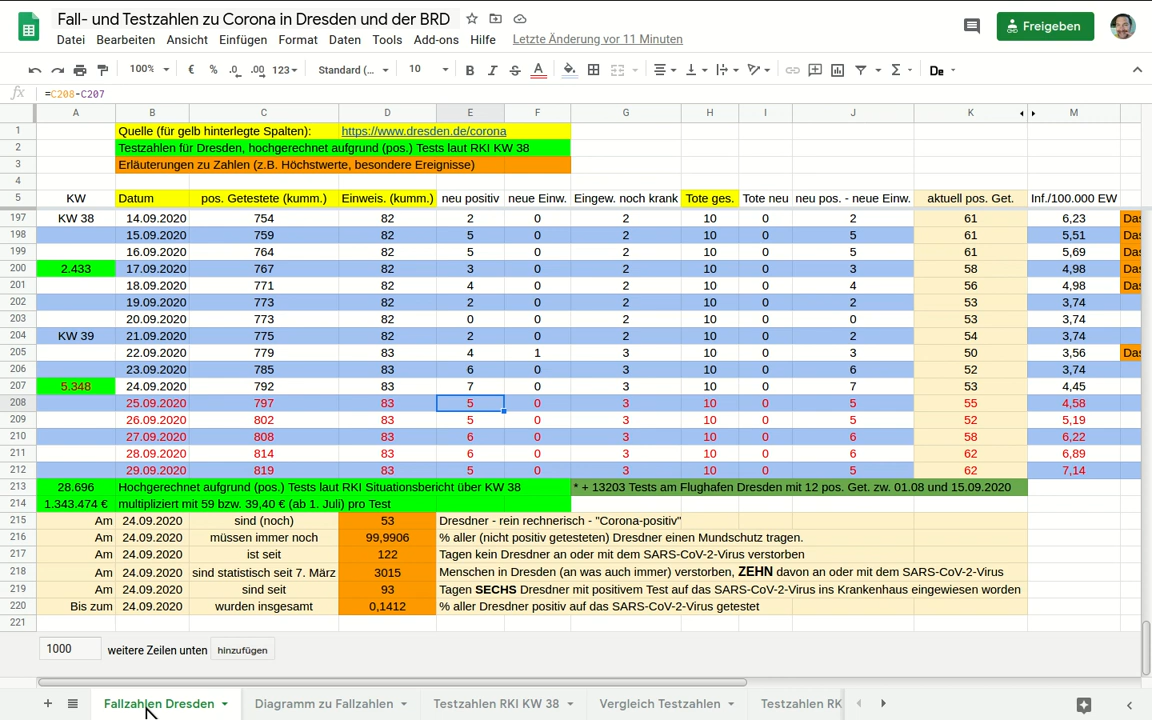 Fall- und Testzahlen zu Corona in Dresden und der BRD
Datei Bearbeiten Ansicht Einfügen Format Daten Tools Add-ons Hilfe Letzte Änderung vor 11 Minuten
Freigeben
100% € % .0 .00 123 Standard (... 10 B I S A Σ De
fx =C208-C207
A B C D E F G H I J K M
1 Quelle (für gelb hinterlegte Spalten): https://www.dresden.de/corona
2 Testzahlen für Dresden, hochgerechnet aufgrund (pos.) Tests laut RKI KW 38
3 Erläuterungen zu Zahlen (z.B. Höchstwerte, besondere Ereignisse)
4
5 KW Datum pos. Getestete (kumm.) Einweis. (kumm.) neu positiv neue Einw. Eingew. noch krank Tote ges. Tote neu neu pos. - neue Einw. aktuell pos. Get. Inf./100.000 EW
197 KW 38 14.09.2020 754 82 2 0 2 10 0 2 61 6,23 Das
198 15.09.2020 759 82 5 0 2 10 0 5 61 5,51 Das
199 16.09.2020 764 82 5 0 2 10 0 5 61 5,69 Das
200 2.433 17.09.2020 767 82 3 0 2 10 0 3 58 4,98 Das
201 18.09.2020 771 82 4 0 2 10 0 4 56 4,98 Das
202 19.09.2020 773 82 2 0 2 10 0 2 53 3,74
203 20.09.2020 773 82 0 0 2 10 0 0 53 3,74
204 KW 39 21.09.2020 775 82 2 0 2 10 0 2 54 3,74
205 22.09.2020 779 83 4 1 3 10 0 3 50 3,56 Das
206 23.09.2020 785 83 6 0 3 10 0 6 52 3,74
207 5.348 24.09.2020 792 83 7 0 3 10 0 7 53 4,45
208 25.09.2020 797 83 5 0 3 10 0 5 55 4,58
209 26.09.2020 802 83 5 0 3 10 0 5 52 5,19
210 27.09.2020 808 83 6 0 3 10 0 6 58 6,22
211 28.09.2020 814 83 6 0 3 10 0 6 62 6,89
212 29.09.2020 819 83 5 0 3 10 0 5 62 7,14
213 28.696 Hochgerechnet aufgrund (pos.) Tests laut RKI Situationsbericht über KW 38 * + 13203 Tests am Flughafen Dresden mit 12 pos. Get. zw. 01.08 und 15.09.2020
214 1.343.474 € multipliziert mit 59 bzw. 39,40 € (ab 1. Juli) pro Test
215 Am 24.09.2020 sind (noch) 53 Dresdner - rein rechnerisch - "Corona-positiv"
216 Am 24.09.2020 müssen immer noch 99,9906 % aller (nicht positiv getesteten) Dresdner einen Mundschutz tragen.
217 Am 24.09.2020 ist seit 122 Tagen kein Dresdner an oder mit dem SARS-CoV-2-Virus verstorben
218 Am 24.09.2020 sind statistisch seit 7. März 3015 Menschen in Dresden (an was auch immer) verstorben, ZEHN davon an oder mit dem SARS-CoV-2-Virus
219 Am 24.09.2020 sind seit 93 Tagen SECHS Dresdner mit positivem Test auf das SARS-CoV-2-Virus ins Krankenhaus eingewiesen worden
220 Bis zum 24.09.2020 wurden insgesamt 0,1412 % aller Dresdner positiv auf das SARS-CoV-2-Virus getestet
221
1000 weitere Zeilen unten hinzufügen
Fallzahlen Dresden Diagramm zu Fallzahlen Testzahlen RKI KW 38 Vergleich Testzahlen Testzahlen RK